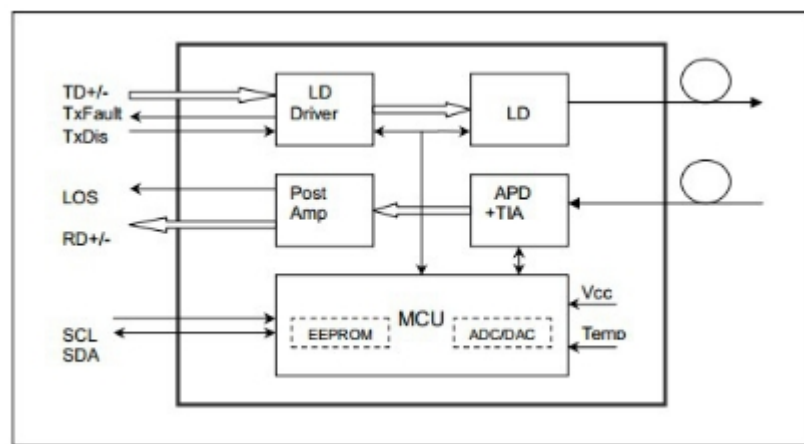 TD+/-
TxFault
TxDis
LD
Driver
LD
LOS
RD+/-
Post
Amp
APD
+TIA
SCL
SDA
MCU
EEPROM
ADC/DAC
Vcc
Temp